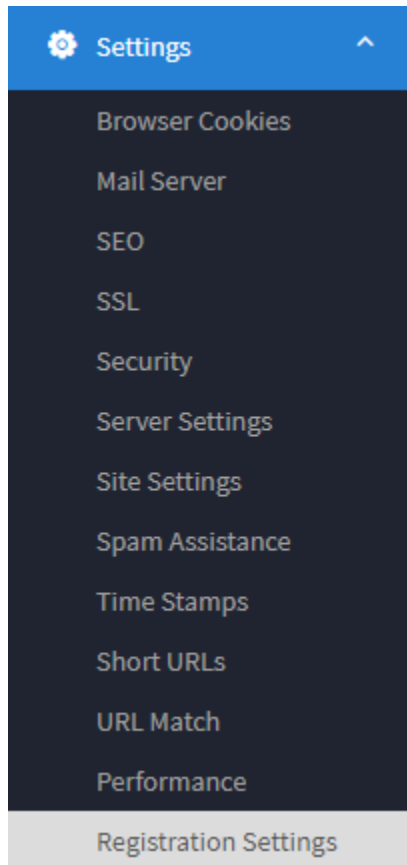 Settings
Browser Cookies
Mail Server
SEO
SSL
Security
Server Settings
Site Settings
Spam Assistance
Time Stamps
Short URLs
URL Match
Performance
Registration Settings